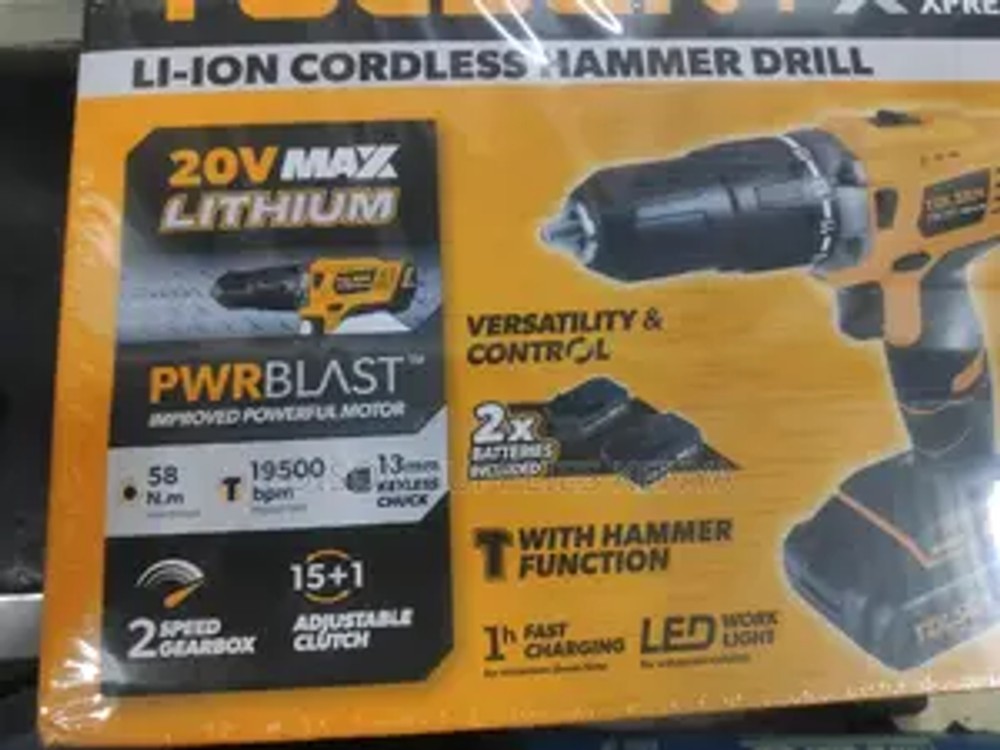 LI-ION CORDLESS HAMMER DRILL
20V MAX
LITHIUM
PWRBLAST™
IMPROVED POWERFUL MOTOR
58
N.m
19500
bpm
13mm
KEYLESS
CHUCK
2 SPEED
GEARBOX
15+1
ADJUSTABLE
CLUTCH
VERSATILITY &
CONTROL
2x
BATTERIES
INCLUDED
WITH HAMMER
FUNCTION
1h FAST
CHARGING
LED WORK
LIGHT
TOLSEN